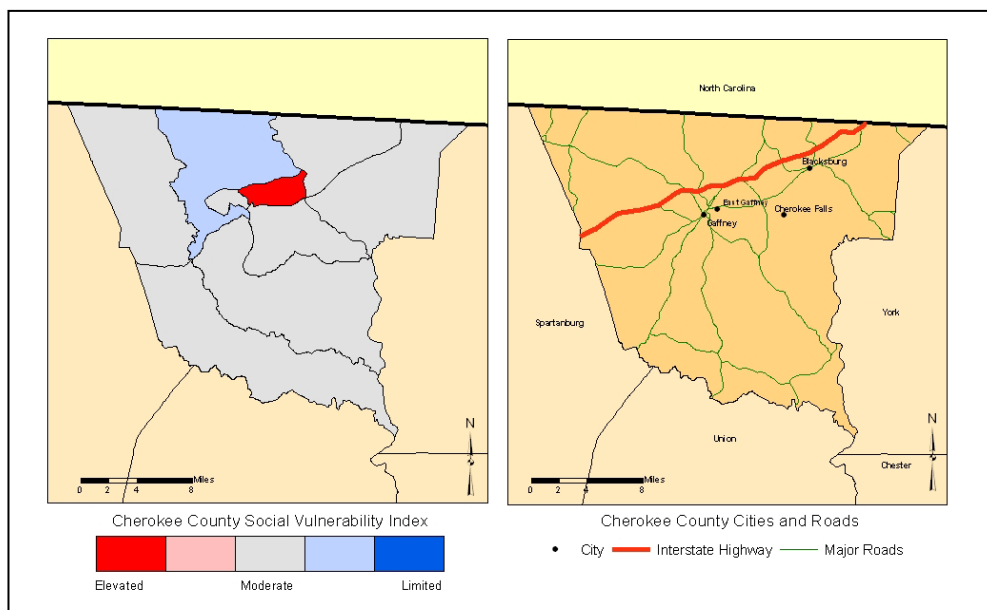 N
Miles
0 2 4 8
Cherokee County Social Vulnerability Index
Elevated Moderate Limited
North Carolina
Blacksburg
East Gaffney
Cherokee Falls
Gaffney
Spartanburg
York
Union
N
Chester
Miles
0 2 4 8
Cherokee County Cities and Roads
City Interstate Highway Major Roads